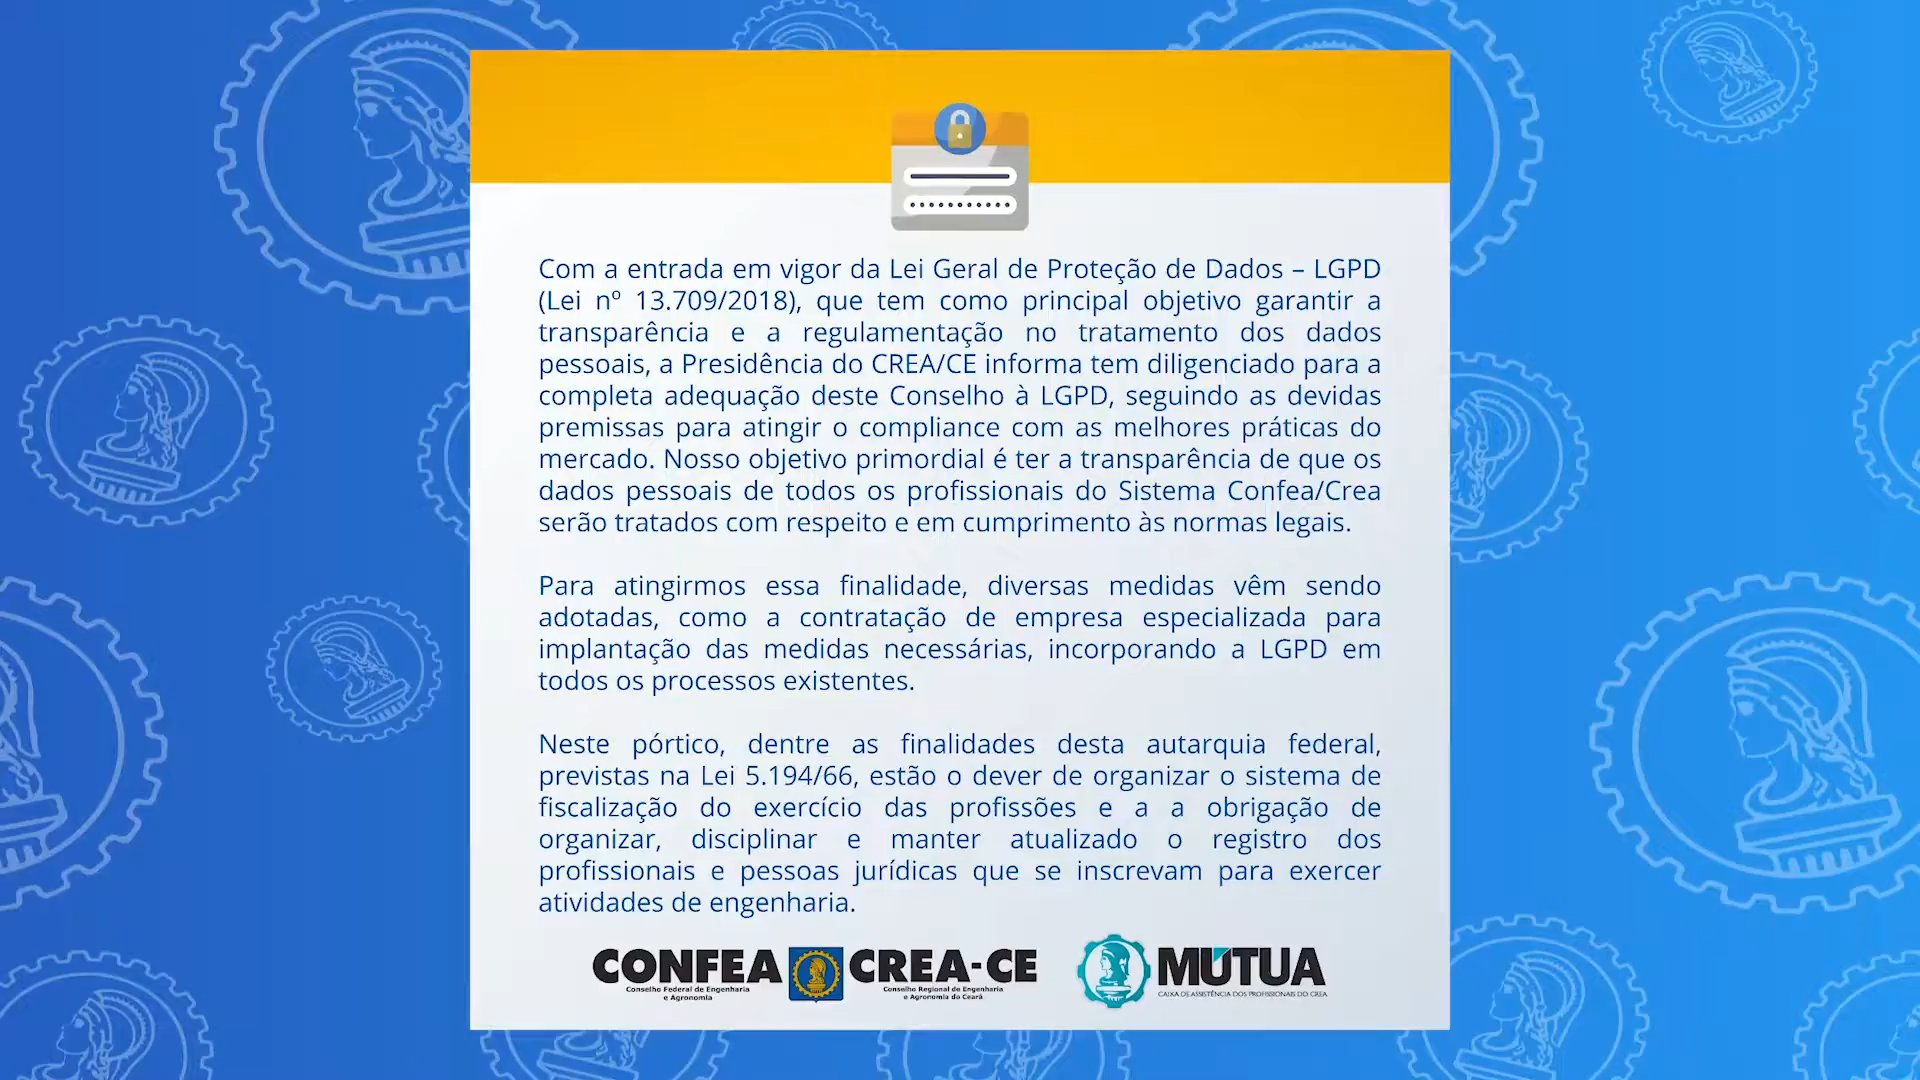 Com a entrada em vigor da Lei Geral de Proteção de Dados – LGPD
(Lei nº 13.709/2018), que tem como principal objetivo garantir a
transparência e a regulamentação no tratamento dos dados
pessoais, a Presidência do CREA/CE informa tem diligenciado para a
completa adequação deste Conselho à LGPD, seguindo as devidas
premissas para atingir o compliance com as melhores práticas do
mercado. Nosso objetivo primordial é ter a transparência de que os
dados pessoais de todos os profissionais do Sistema Confea/Crea
serão tratados com respeito e em cumprimento às normas legais.
Para atingirmos essa finalidade, diversas medidas vêm sendo
adotadas, como a contratação de empresa especializada para
implantação das medidas necessárias, incorporando a LGPD em
todos os processos existentes.
Neste pórtico, dentre as finalidades desta autarquia federal,
previstas na Lei 5.194/66, estão o dever de organizar o sistema de
fiscalização do exercício das profissões e a a obrigação de
organizar, disciplinar e manter atualizado o registro dos
profissionais e pessoas jurídicas que se inscrevam para exercer
atividades de engenharia.
CONFEA
Conselho Federal de Engenharia
e Agronomia
CREA-CE
Conselho Regional de Engenharia
e Agronomia do Ceará
MÚTUA
CAIXA DE ASSISTÊNCIA DOS PROFISSIONAIS DO CREA